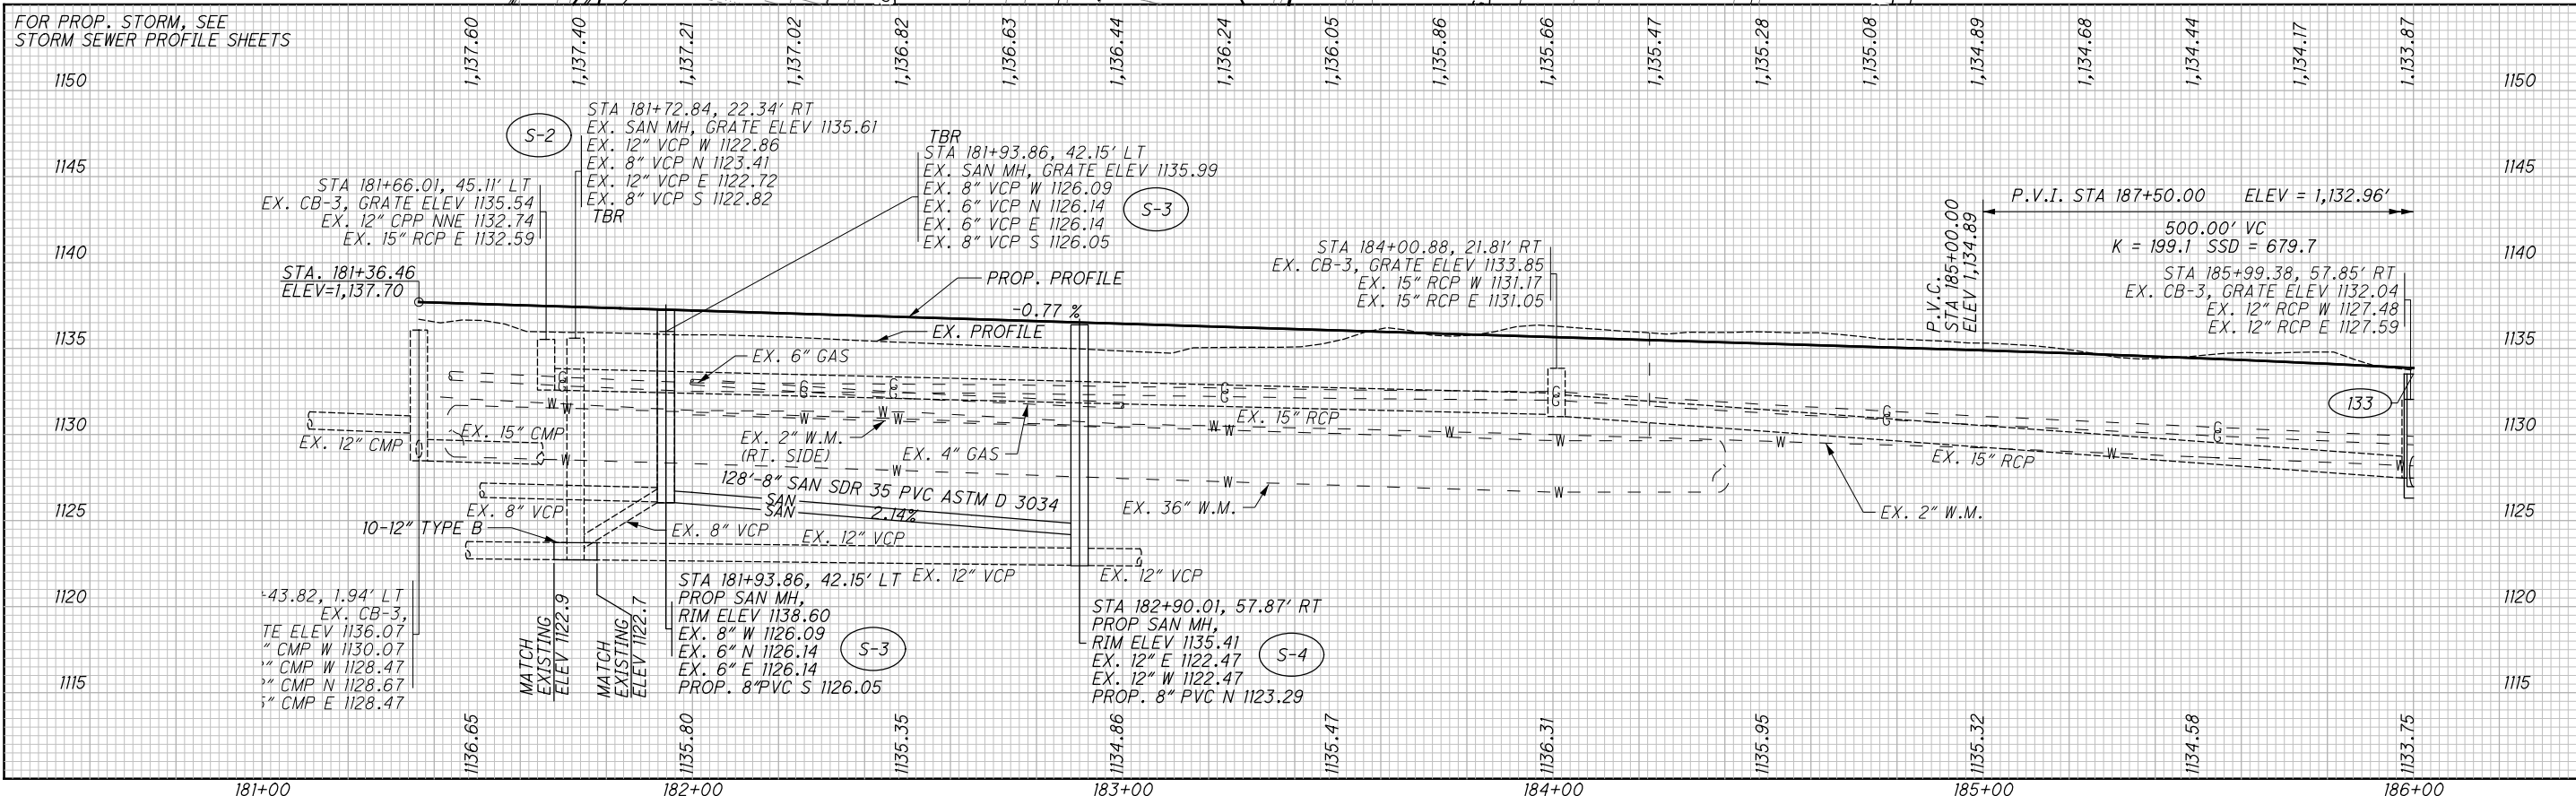 FOR PROP. STORM, SEE
STORM SEWER PROFILE SHEETS
1,137.60
1,137.40
1,137.21
1,137.02
1,136.82
1,136.63
1,136.44
1,136.24
1,136.05
1,135.86
1,135.66
1,135.47
1,135.28
1,135.08
1,134.89
1,134.68
1,134.44
1,134.17
1,133.87
1150
1150
1145
1145
1140
1140
1135
1135
1130
1130
1125
1125
1120
1120
1115
1115
S-2
STA 181+72.84, 22.34' RT
EX. SAN MH, GRATE ELEV 1135.61
EX. 12" VCP W 1122.86
EX. 8" VCP N 1123.41
EX. 12" VCP E 1122.72
EX. 8" VCP S 1122.82
TBR
STA 181+66.01, 45.11' LT
EX. CB-3, GRATE ELEV 1135.54
EX. 12" CPP NNE 1132.74
EX. 15" RCP E 1132.59
TBR
STA 181+93.86, 42.15' LT
EX. SAN MH, GRATE ELEV 1135.99
EX. 8" VCP W 1126.09
EX. 6" VCP N 1126.14
EX. 6" VCP E 1126.14
EX. 8" VCP S 1126.05
S-3
STA. 181+36.46
ELEV=1,137.70
PROP. PROFILE
-0.77 %
EX. PROFILE
STA 184+00.88, 21.81' RT
EX. CB-3, GRATE ELEV 1133.85
EX. 15" RCP W 1131.17
EX. 15" RCP E 1131.05
P.V.C.
STA 185+00.00
ELEV 1,134.89
P.V.I. STA 187+50.00 ELEV = 1,132.96'
500.00' VC
K = 199.1 SSD = 679.7
STA 185+99.38, 57.85' RT
EX. CB-3, GRATE ELEV 1132.04
EX. 12" RCP W 1127.48
EX. 12" RCP E 1127.59
133
EX. 6" GAS
EX. 12" CMP
EX. 15" CMP
EX. 2" W.M.
(RT. SIDE)
EX. 4" GAS
EX. 15" RCP
EX. 15" RCP
EX. 2" W.M.
EX. 36" W.M.
128'-8" SAN SDR 35 PVC ASTM D 3034
SAN
SAN
2.14%
EX. 8" VCP
10-12" TYPE B
EX. 8" VCP
EX. 12" VCP
EX. 12" VCP
EX. 12" VCP
43.82, 1.94' LT
EX. CB-3,
TE ELEV 1136.07
" CMP W 1130.07
" CMP W 1128.47
" CMP N 1128.67
" CMP E 1128.47
MATCH
EXISTING
ELEV 1122.9
MATCH
EXISTING
ELEV 1122.7
STA 181+93.86, 42.15' LT
PROP SAN MH,
RIM ELEV 1138.60
EX. 8" W 1126.09
EX. 6" N 1126.14
EX. 6" E 1126.14
PROP. 8"PVC S 1126.05
S-3
STA 182+90.01, 57.87' RT
PROP SAN MH,
RIM ELEV 1135.41
EX. 12" E 1122.47
EX. 12" W 1122.47
PROP. 8" PVC N 1123.29
S-4
1136.65
1135.80
1135.35
1134.86
1135.47
1136.31
1135.95
1135.32
1134.58
1133.75
181+00
182+00
183+00
184+00
185+00
186+00